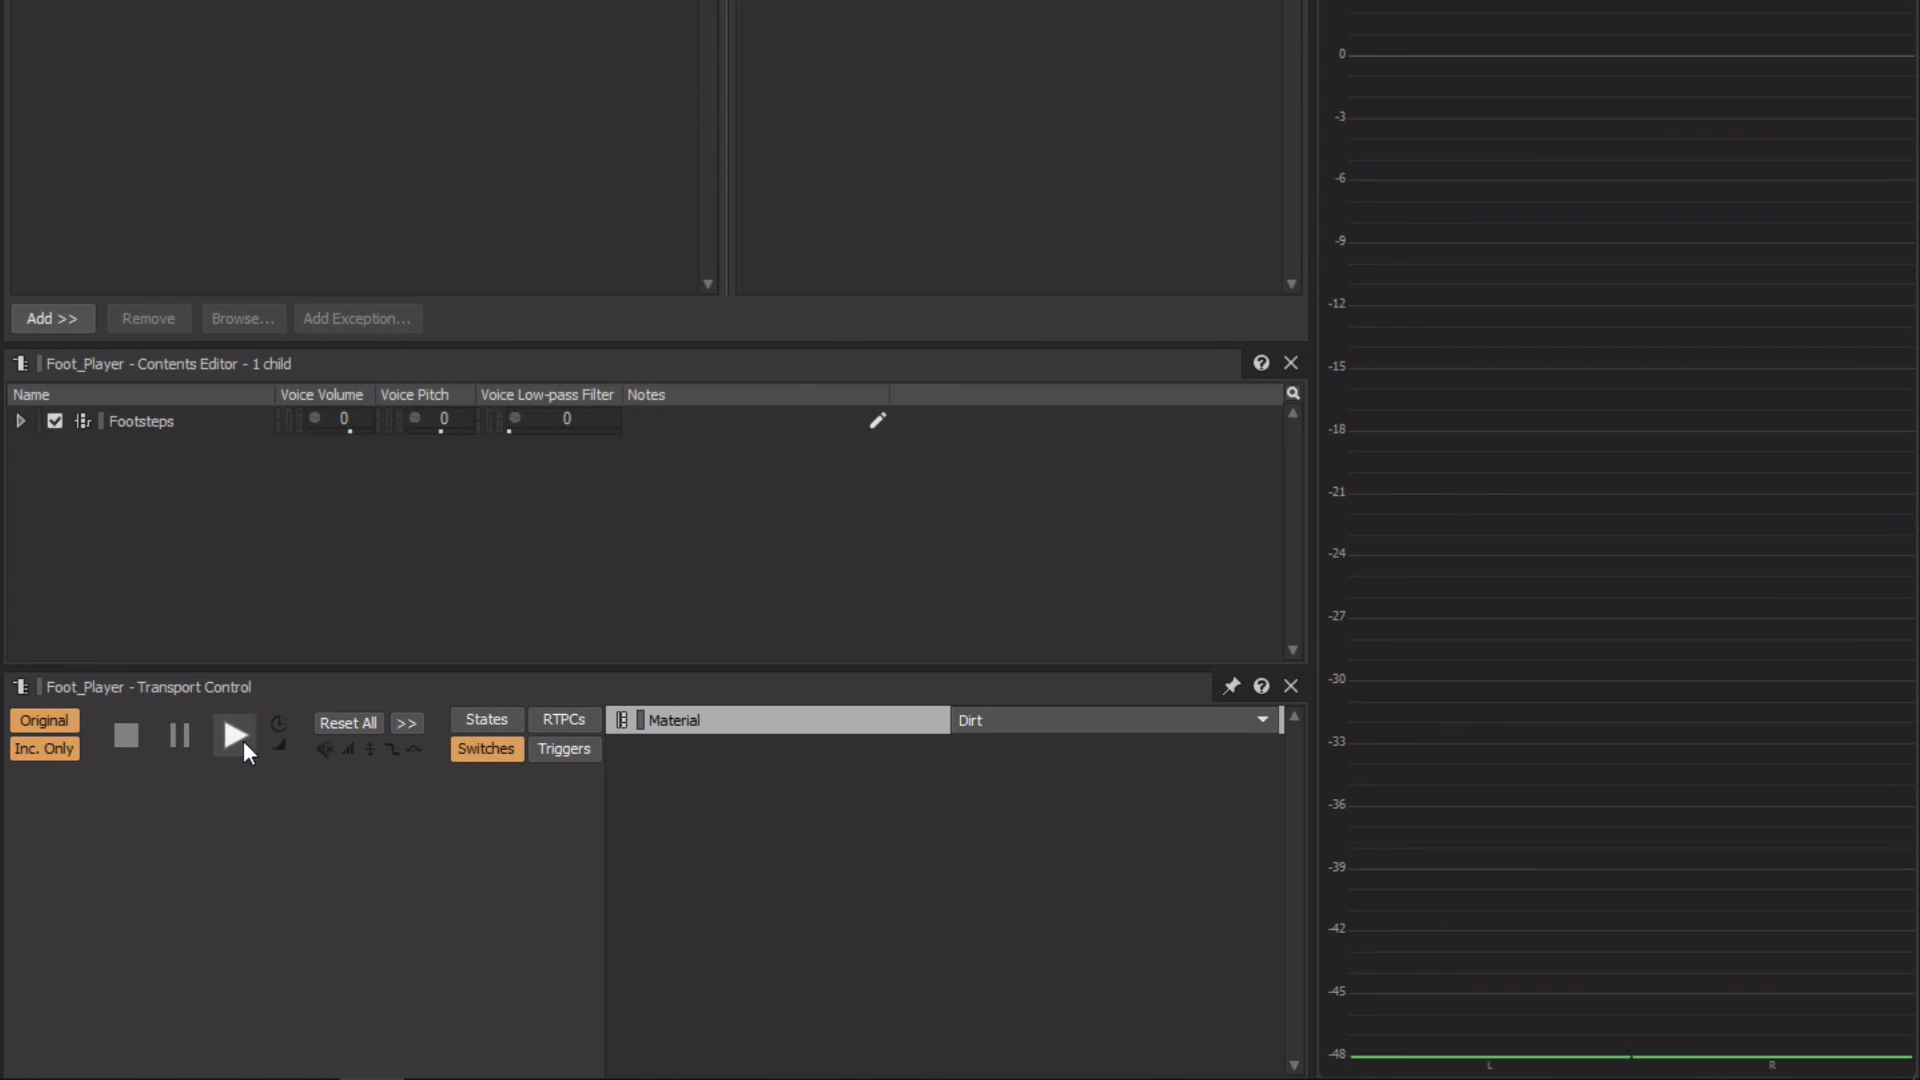 Add >> Remove Browse... Add Exception...
Foot_Player - Contents Editor - 1 child
Name Voice Volume Voice Pitch Voice Low-pass Filter Notes
Footsteps 0 0 0
Foot_Player - Transport Control
Original Reset All >> States RTPCs Material Dirt
Inc. Only Switches Triggers
0
-3
-6
-9
-12
-15
-18
-21
-24
-27
-30
-33
-36
-39
-42
-45
-48
L R